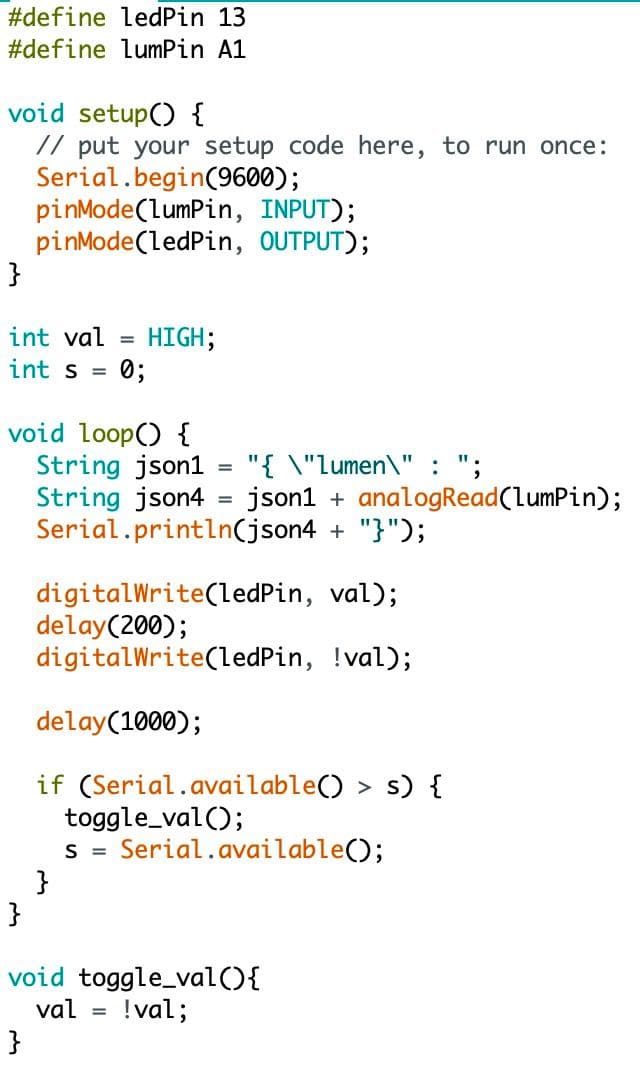 #define ledPin 13
#define lumPin A1

void setup() {
  // put your setup code here, to run once:
  Serial.begin(9600);
  pinMode(lumPin, INPUT);
  pinMode(ledPin, OUTPUT);
}

int val = HIGH;
int s = 0;

void loop() {
  String json1 = "{ \"lumen\" : ";
  String json4 = json1 + analogRead(lumPin);
  Serial.println(json4 + "}");

  digitalWrite(ledPin, val);
  delay(200);
  digitalWrite(ledPin, !val);

  delay(1000);

  if (Serial.available() > s) {
    toggle_val();
    s = Serial.available();
  }
}

void toggle_val(){
  val = !val;
}